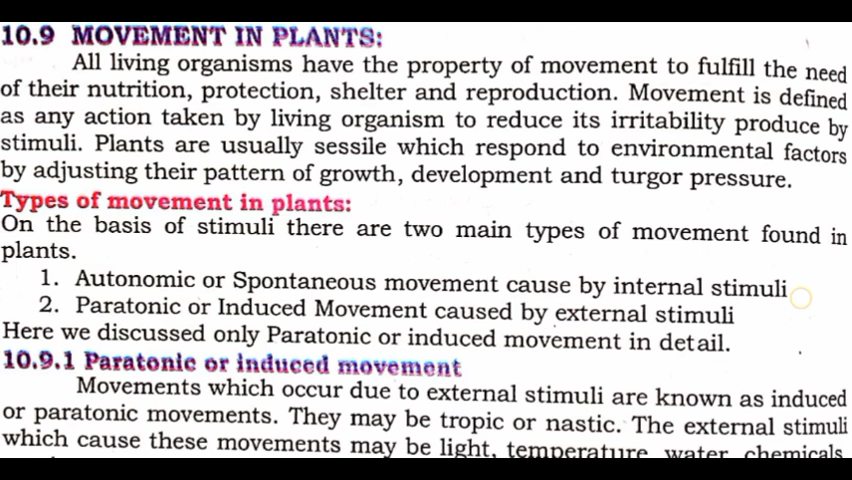 10.9 MOVEMENT IN PLANTS:
All living organisms have the property of movement to fulfill the need
of their nutrition, protection, shelter and reproduction. Movement is defined
as any action taken by living organism to reduce its irritability produce by
stimuli. Plants are usually sessile which respond to environmental factors
by adjusting their pattern of growth, development and turgor pressure.
Types of movement in plants:
On the basis of stimuli there are two main types of movement found in
plants.
1. Autonomic or Spontaneous movement cause by internal stimuli
2. Paratonic or Induced Movement caused by external stimuli
Here we discussed only Paratonic or induced movement in detail.
10.9.1 Paratonic or induced movement
Movements which occur due to external stimuli are known as induced
or paratonic movements. They may be tropic or nastic. The external stimuli
which cause these movements may be light, temperature, water, chemicals,